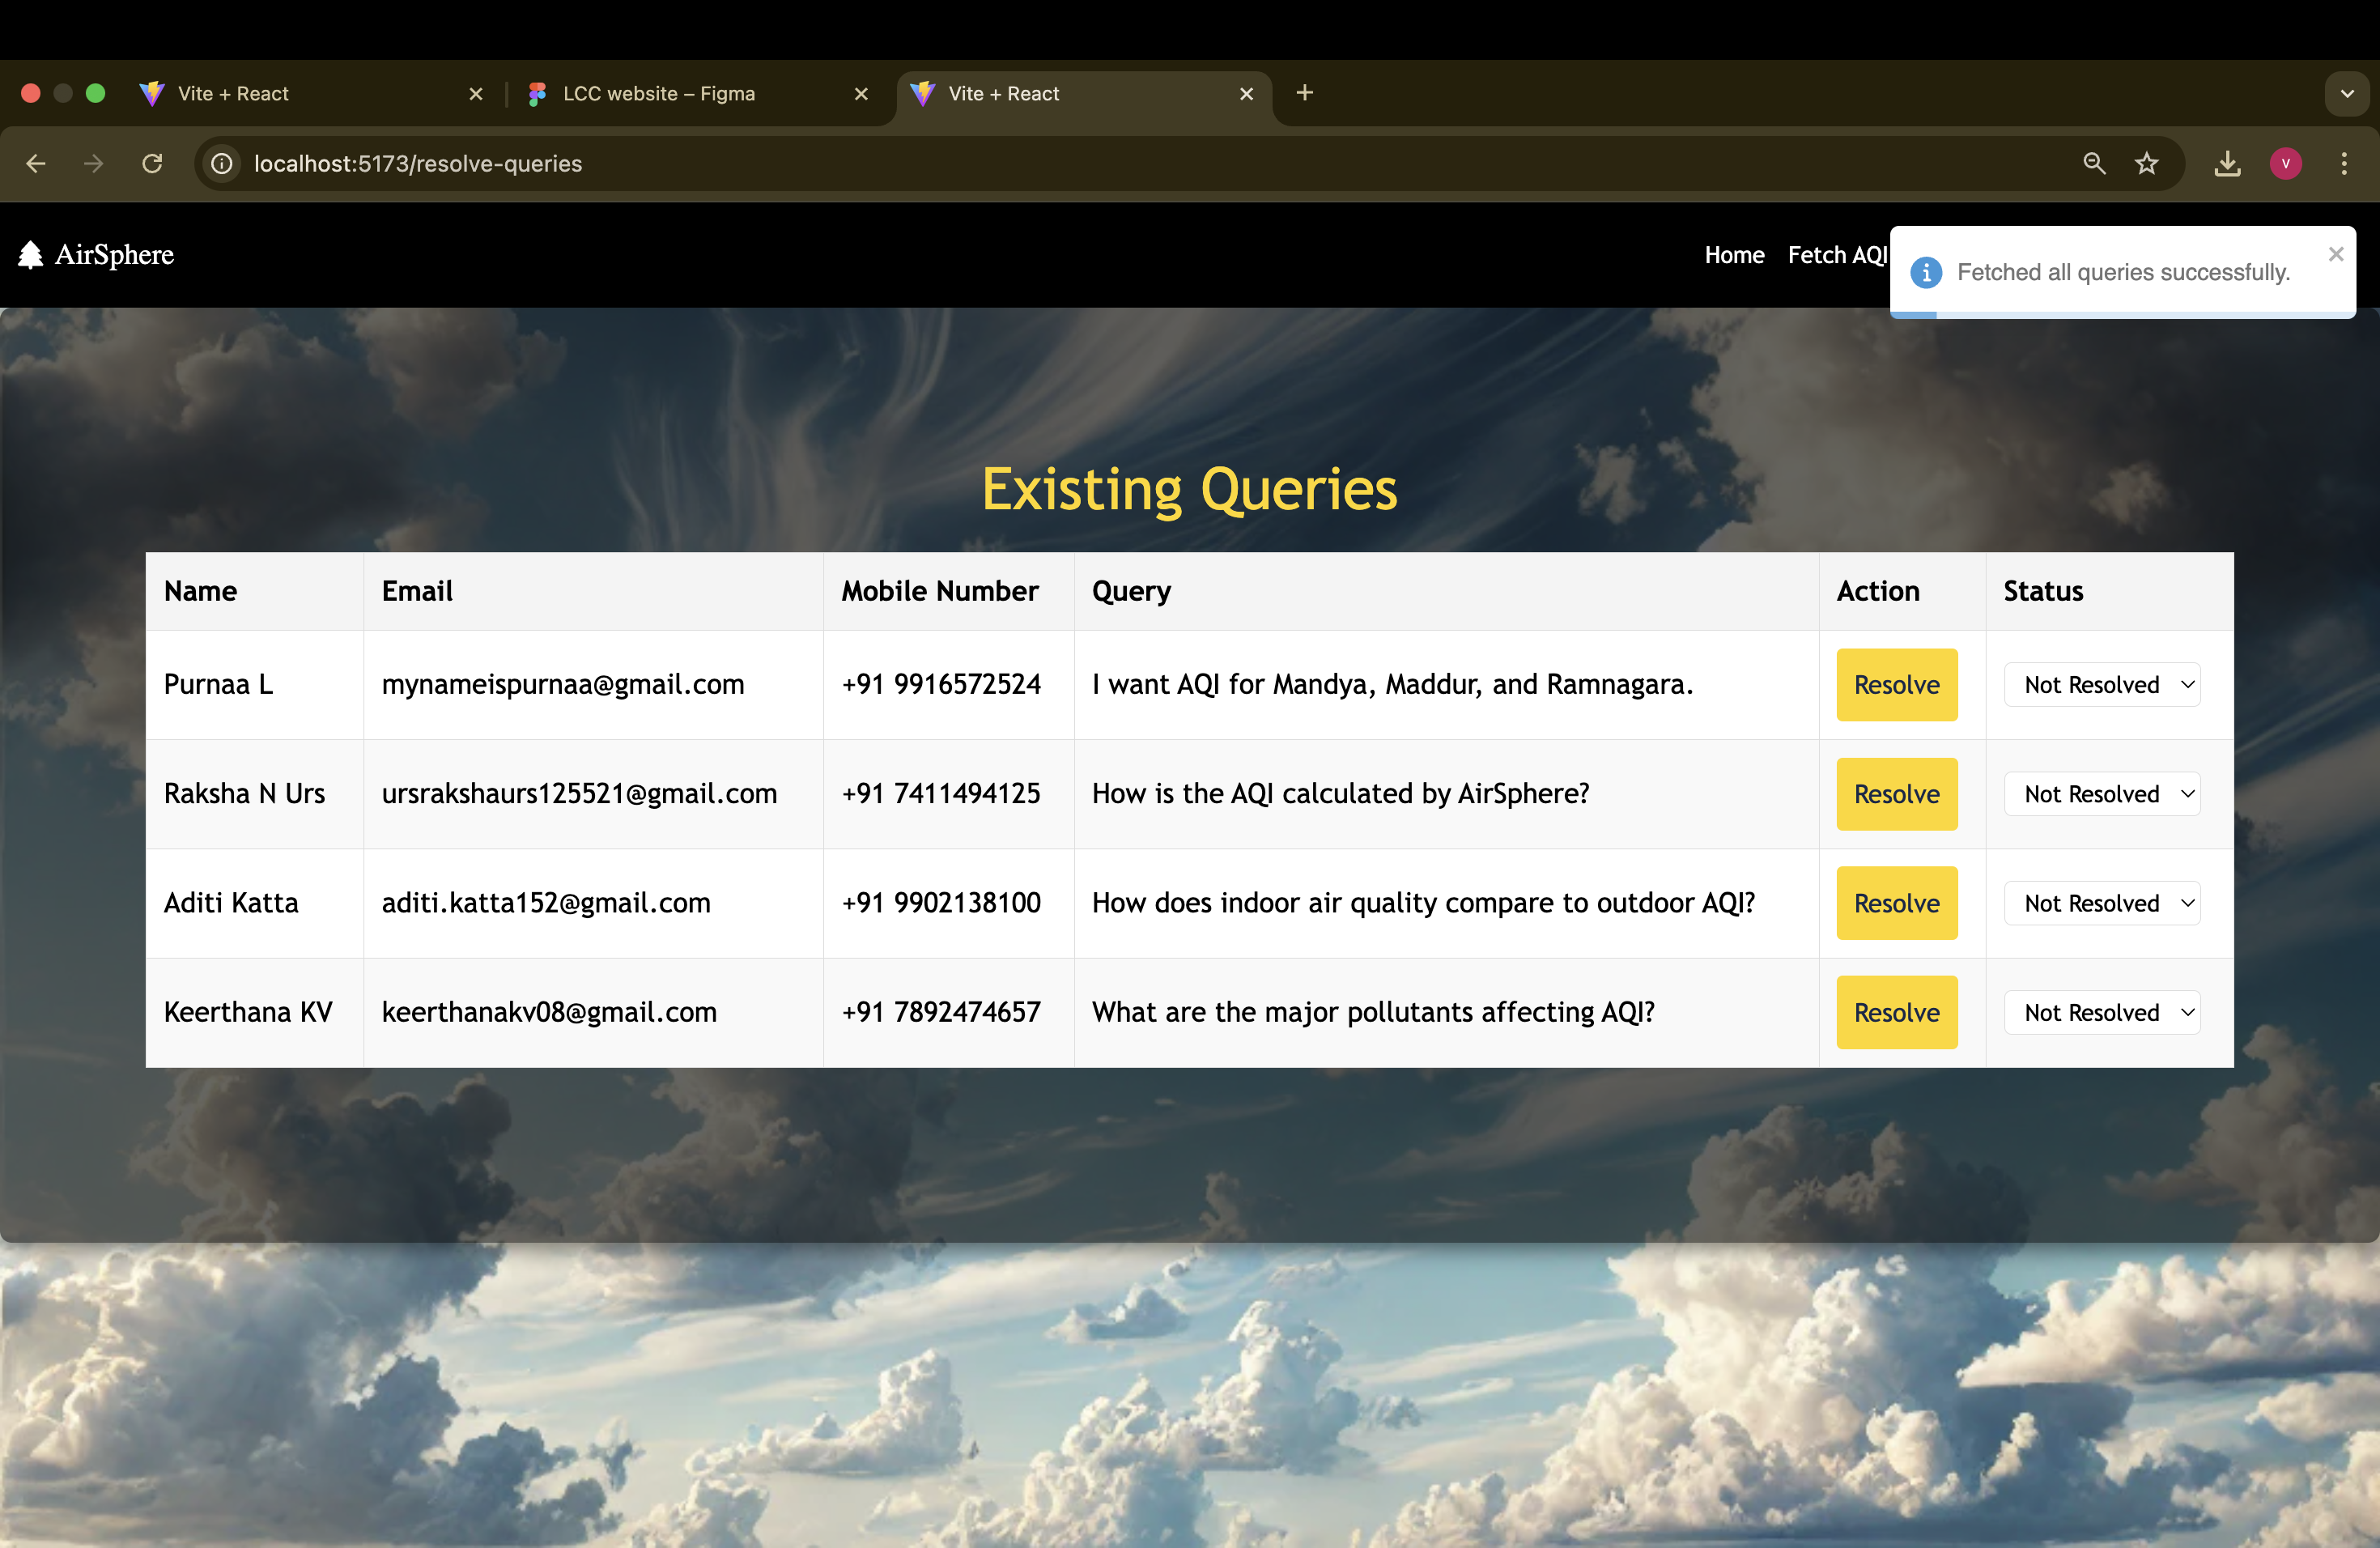 Vite + React
LCC website – Figma
Vite + React
localhost:5173/resolve-queries
V
AirSphere
Home Fetch AQI
Fetched all queries successfully.
Existing Queries
Name Email Mobile Number Query Action Status
Purnaa L mynameispurnaa@gmail.com +91 9916572524 I want AQI for Mandya, Maddur, and Ramnagara. Resolve Not Resolved
Raksha N Urs ursrakshaurs125521@gmail.com +91 7411494125 How is the AQI calculated by AirSphere? Resolve Not Resolved
Aditi Katta aditi.katta152@gmail.com +91 9902138100 How does indoor air quality compare to outdoor AQI? Resolve Not Resolved
Keerthana KV keerthanakv08@gmail.com +91 7892474657 What are the major pollutants affecting AQI? Resolve Not Resolved